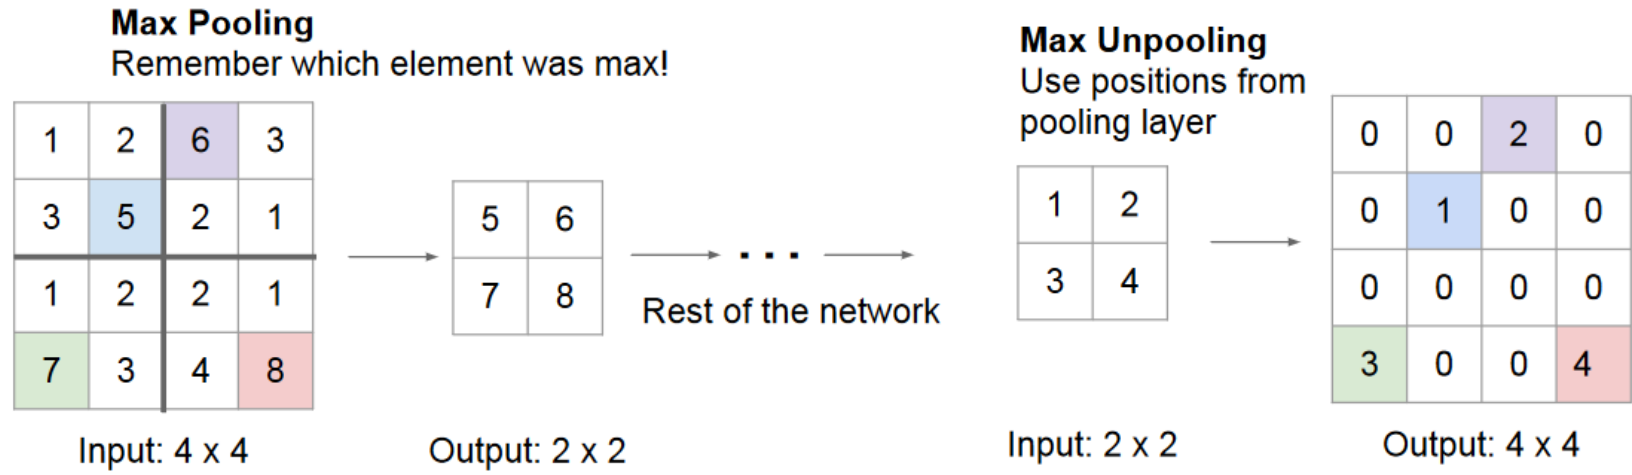 Max Pooling
Remember which element was max!
1 2 6 3
3 5 2 1
1 2 2 1
7 3 4 8
Input: 4 x 4
5 6
7 8
Output: 2 x 2
. . .
Rest of the network
Max Unpooling
Use positions from
pooling layer
1 2
3 4
Input: 2 x 2
0 0 2 0
0 1 0 0
0 0 0 0
3 0 0 4
Output: 4 x 4